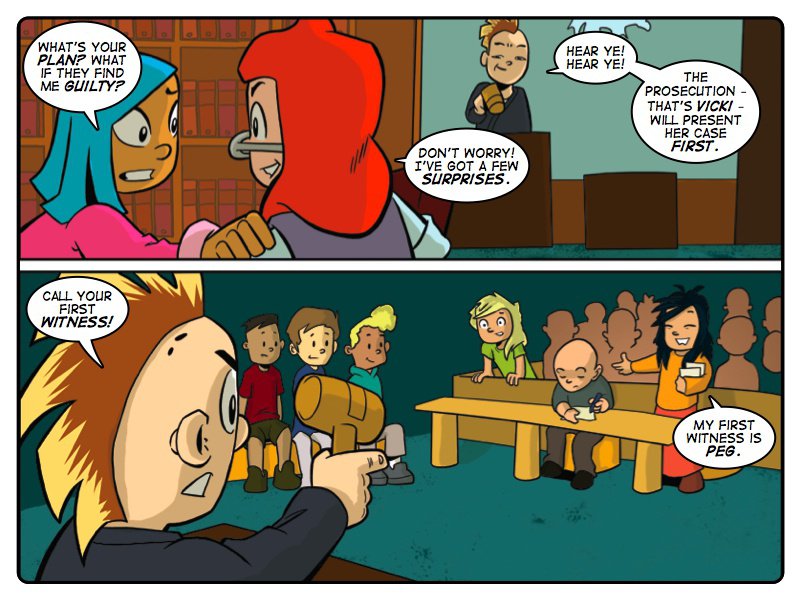 WHAT'S YOUR
PLAN? WHAT
IF THEY FIND
ME GUILTY?
DON'T WORRY!
I'VE GOT A FEW
SURPRISES.
HEAR YE!
HEAR YE!
THE
PROSECUTION -
THAT'S VICKI -
WILL PRESENT
HER CASE
FIRST.
CALL YOUR
FIRST
WITNESS!
MY FIRST
WITNESS IS
PEG.